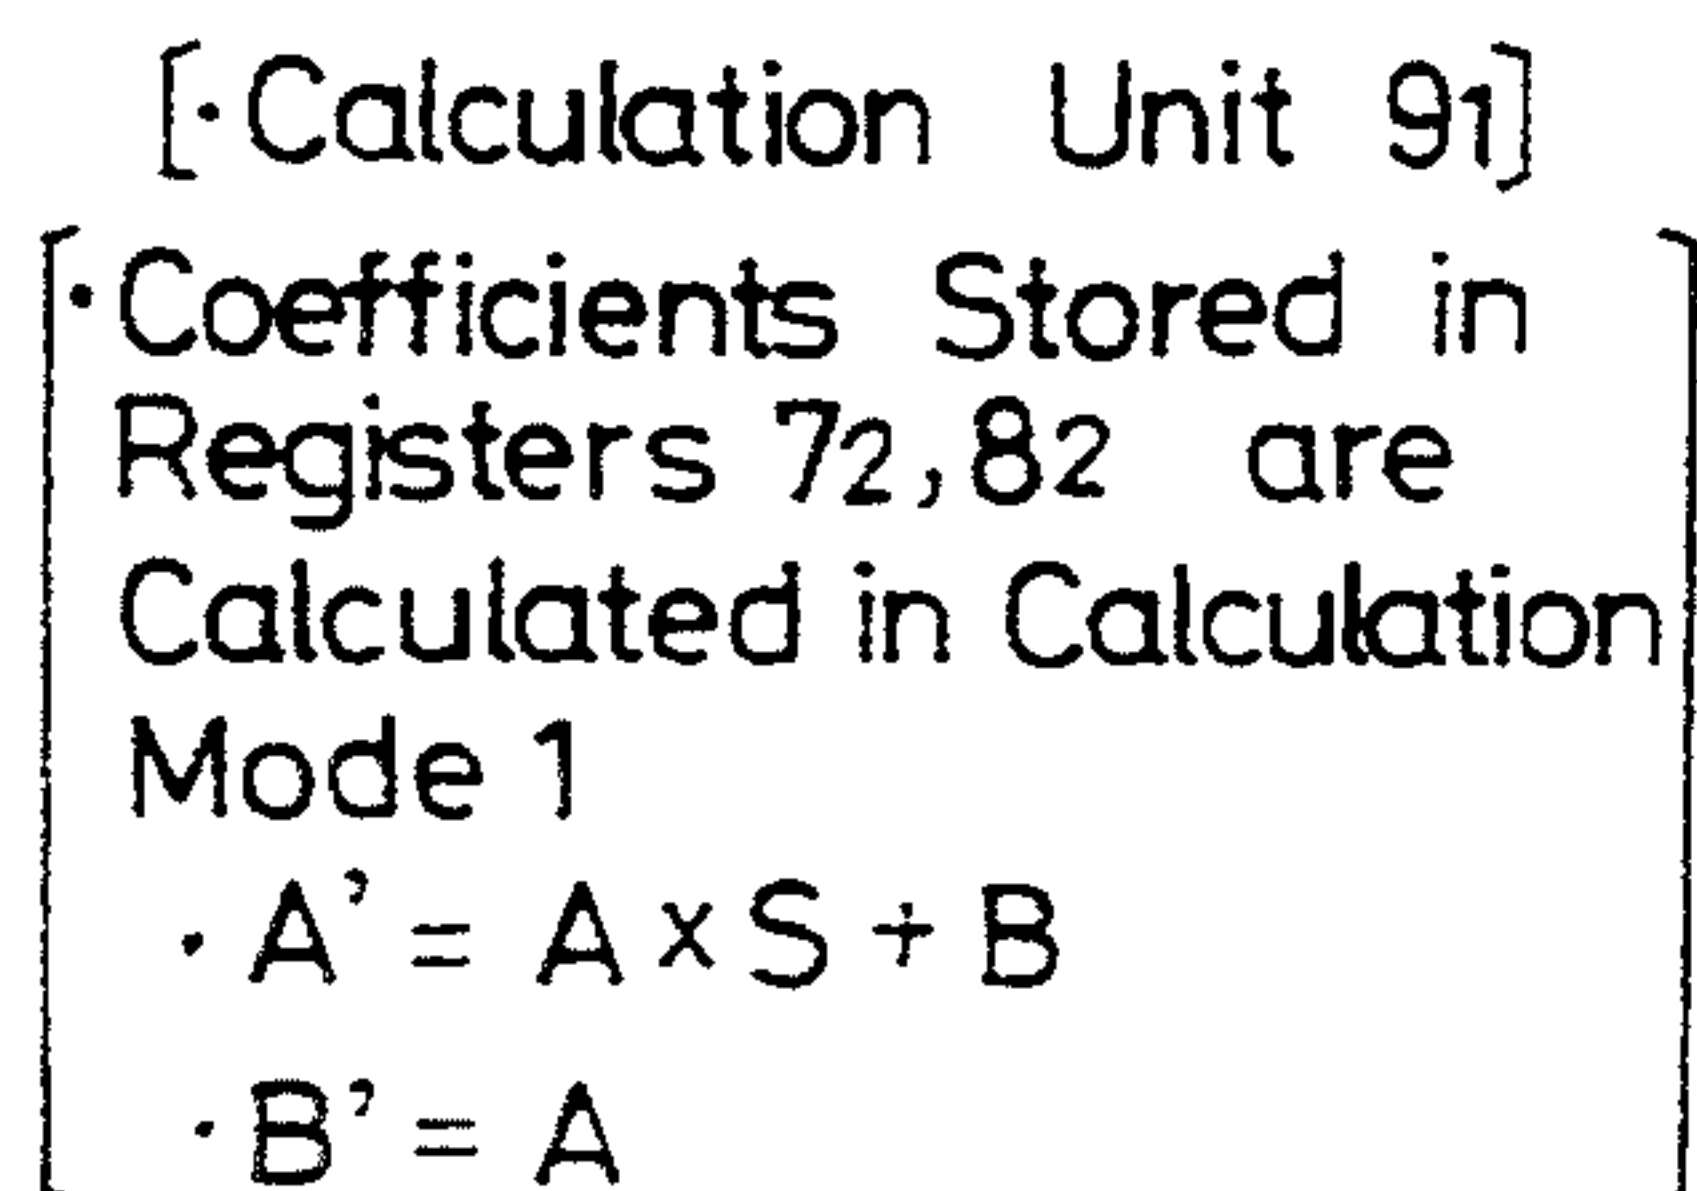 [·Calculation Unit 91]
·Coefficients Stored in
Registers 72,82 are
Calculated in Calculation
Mode 1
· A' = A × S + B
· B' = A